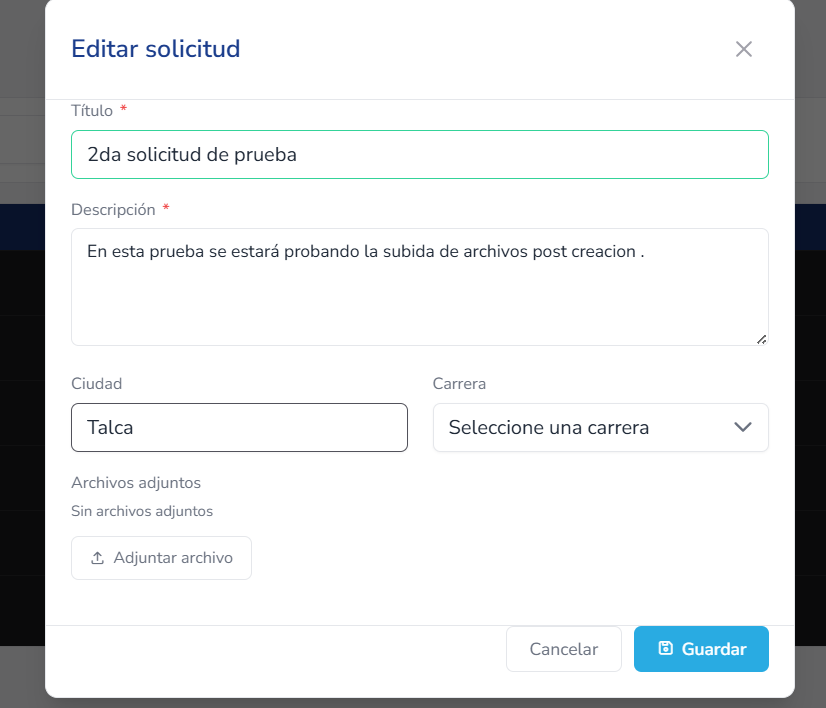 Editar solicitud
Título *
2da solicitud de prueba
Descripción *
En esta prueba se estará probando la subida de archivos post creacion .
Ciudad
Carrera
Talca
Seleccione una carrera
Archivos adjuntos
Sin archivos adjuntos
Adjuntar archivo
Cancelar
Guardar